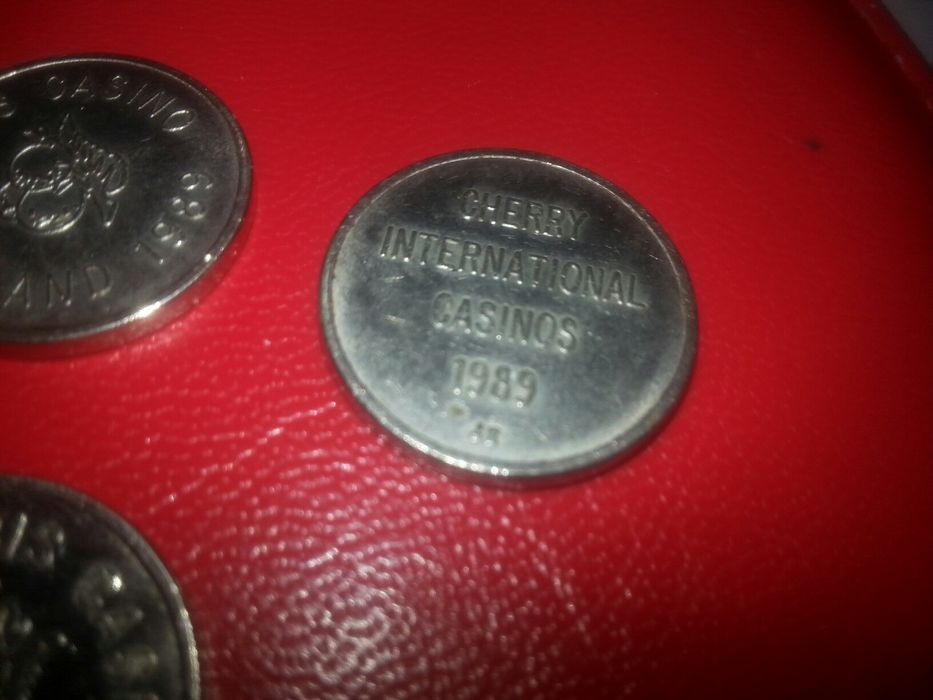 CASINO
AND 1989
CHERRY
INTERNATIONAL
CASINOS
1989